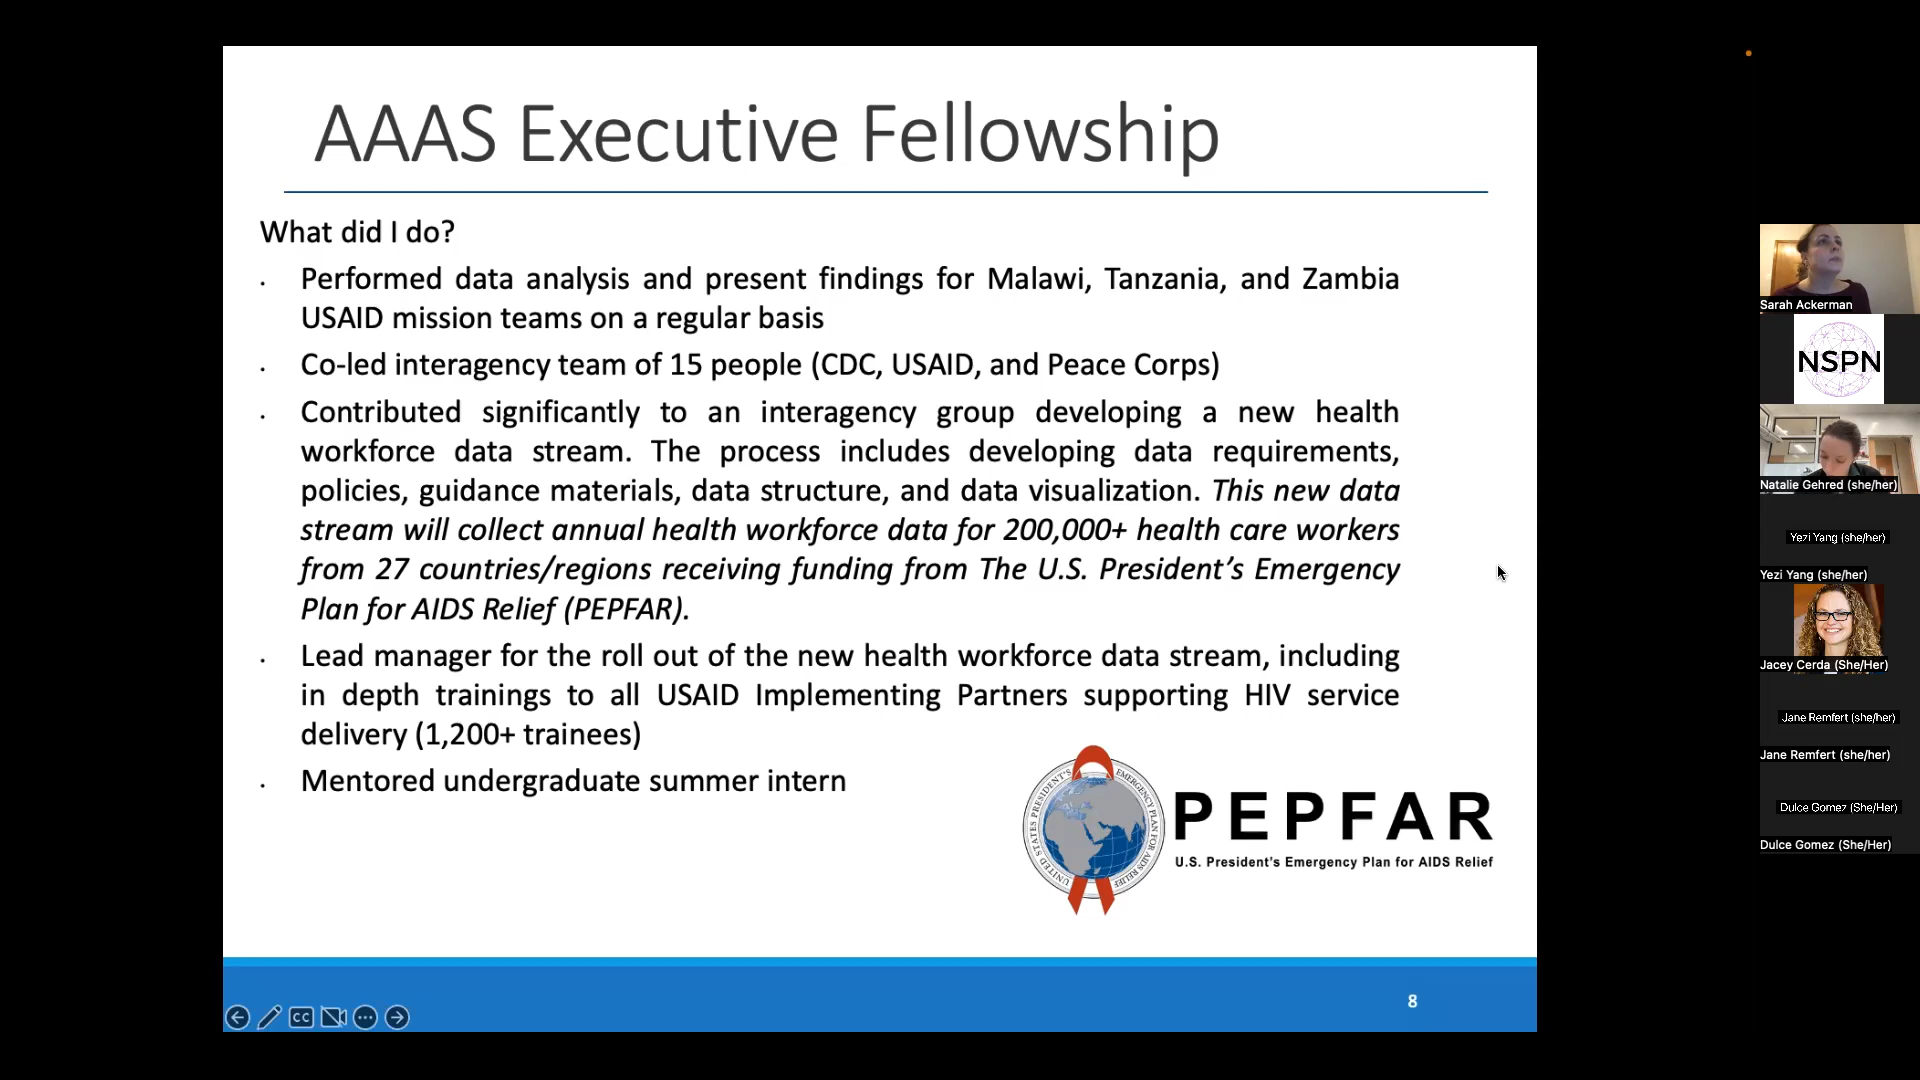 AAAS Executive Fellowship
What did I do?
· Performed data analysis and present findings for Malawi, Tanzania, and Zambia
USAID mission teams on a regular basis
· Co-led interagency team of 15 people (CDC, USAID, and Peace Corps)
· Contributed significantly to an interagency group developing a new health
workforce data stream. The process includes developing data requirements,
policies, guidance materials, data structure, and data visualization. This new data
stream will collect annual health workforce data for 200,000+ health care workers
from 27 countries/regions receiving funding from The U.S. President’s Emergency
Plan for AIDS Relief (PEPFAR).
· Lead manager for the roll out of the new health workforce data stream, including
in depth trainings to all USAID Implementing Partners supporting HIV service
delivery (1,200+ trainees)
· Mentored undergraduate summer intern
UNITED STATES PRESIDENT'S EMERGENCY PLAN FOR AIDS RELIEF
PEPFAR
U.S. President's Emergency Plan for AIDS Relief
8
CC
Sarah Ackerman
NSPN
Natalie Gehred (she/her)
Yezi Yang (she/her)
Yezi Yang (she/her)
Jacey Cerda (She/Her)
Jane Remfert (she/her)
Jane Remfert (she/her)
Dulce Gomez (She/Her)
Dulce Gomez (She/Her)